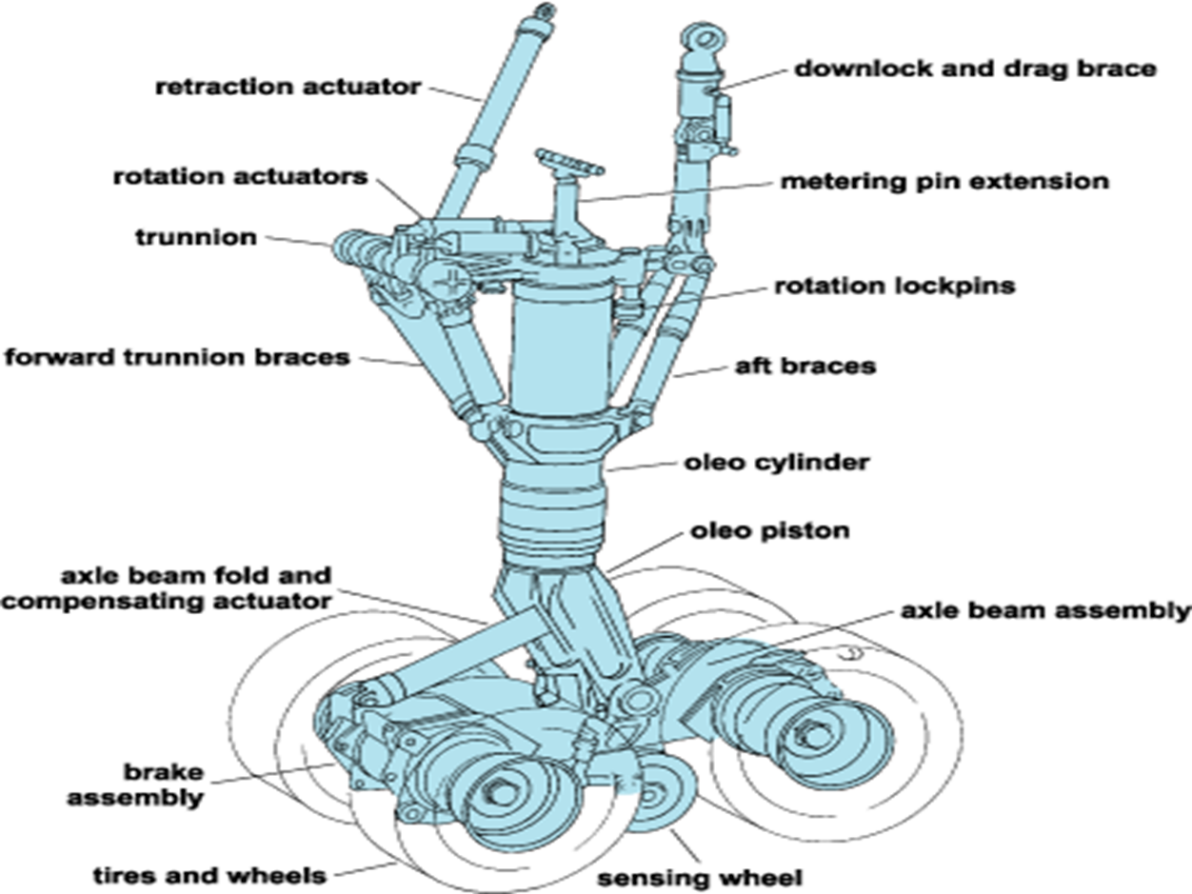 retraction actuator
downlock and drag brace
rotation actuators
metering pin extension
trunnion
rotation lockpins
forward trunnion braces
aft braces
oleo cylinder
oleo piston
axle beam fold and
compensating actuator
axle beam assembly
brake
assembly
tires and wheels
sensing wheel